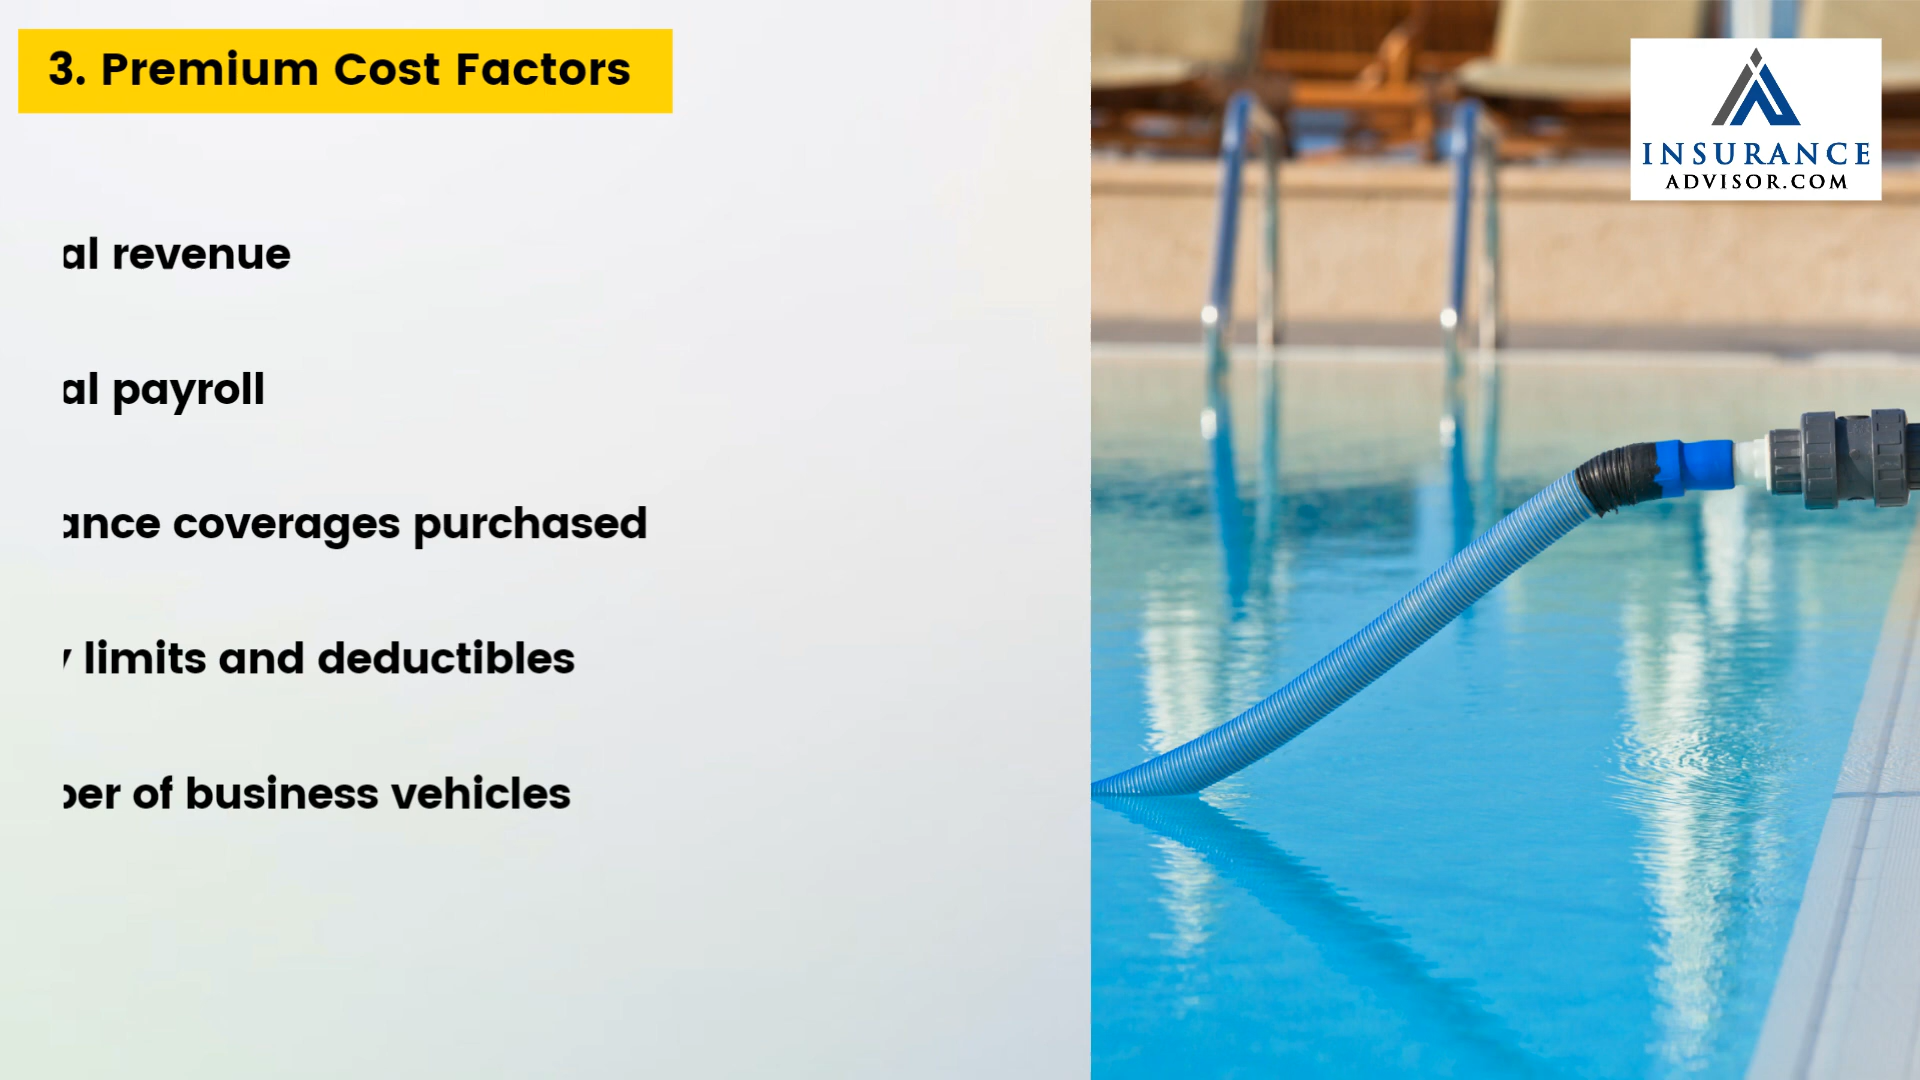 3. Premium Cost Factors
al revenue
al payroll
ance coverages purchased
limits and deductibles
er of business vehicles
INSURANCE
ADVISOR.COM